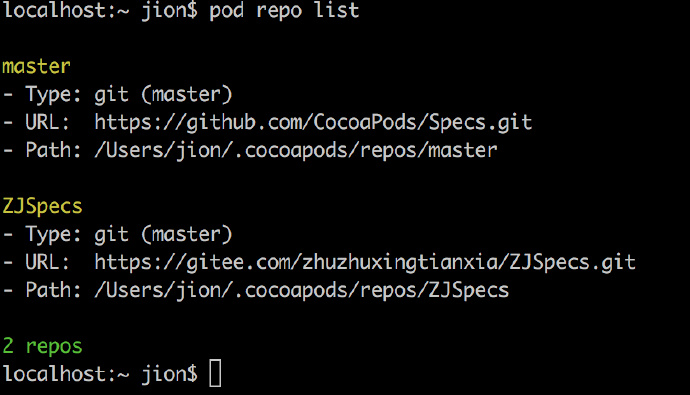 localhost:~ jion$ pod repo list
master
- Type: git (master)
- URL:  https://github.com/CocoaPods/Specs.git
- Path: /Users/jion/.cocoapods/repos/master
ZJSpecs
- Type: git (master)
- URL:  https://gitee.com/zhuzhuxingtianxia/ZJSpecs.git
- Path: /Users/jion/.cocoapods/repos/ZJSpecs
2 repos
localhost:~ jion$